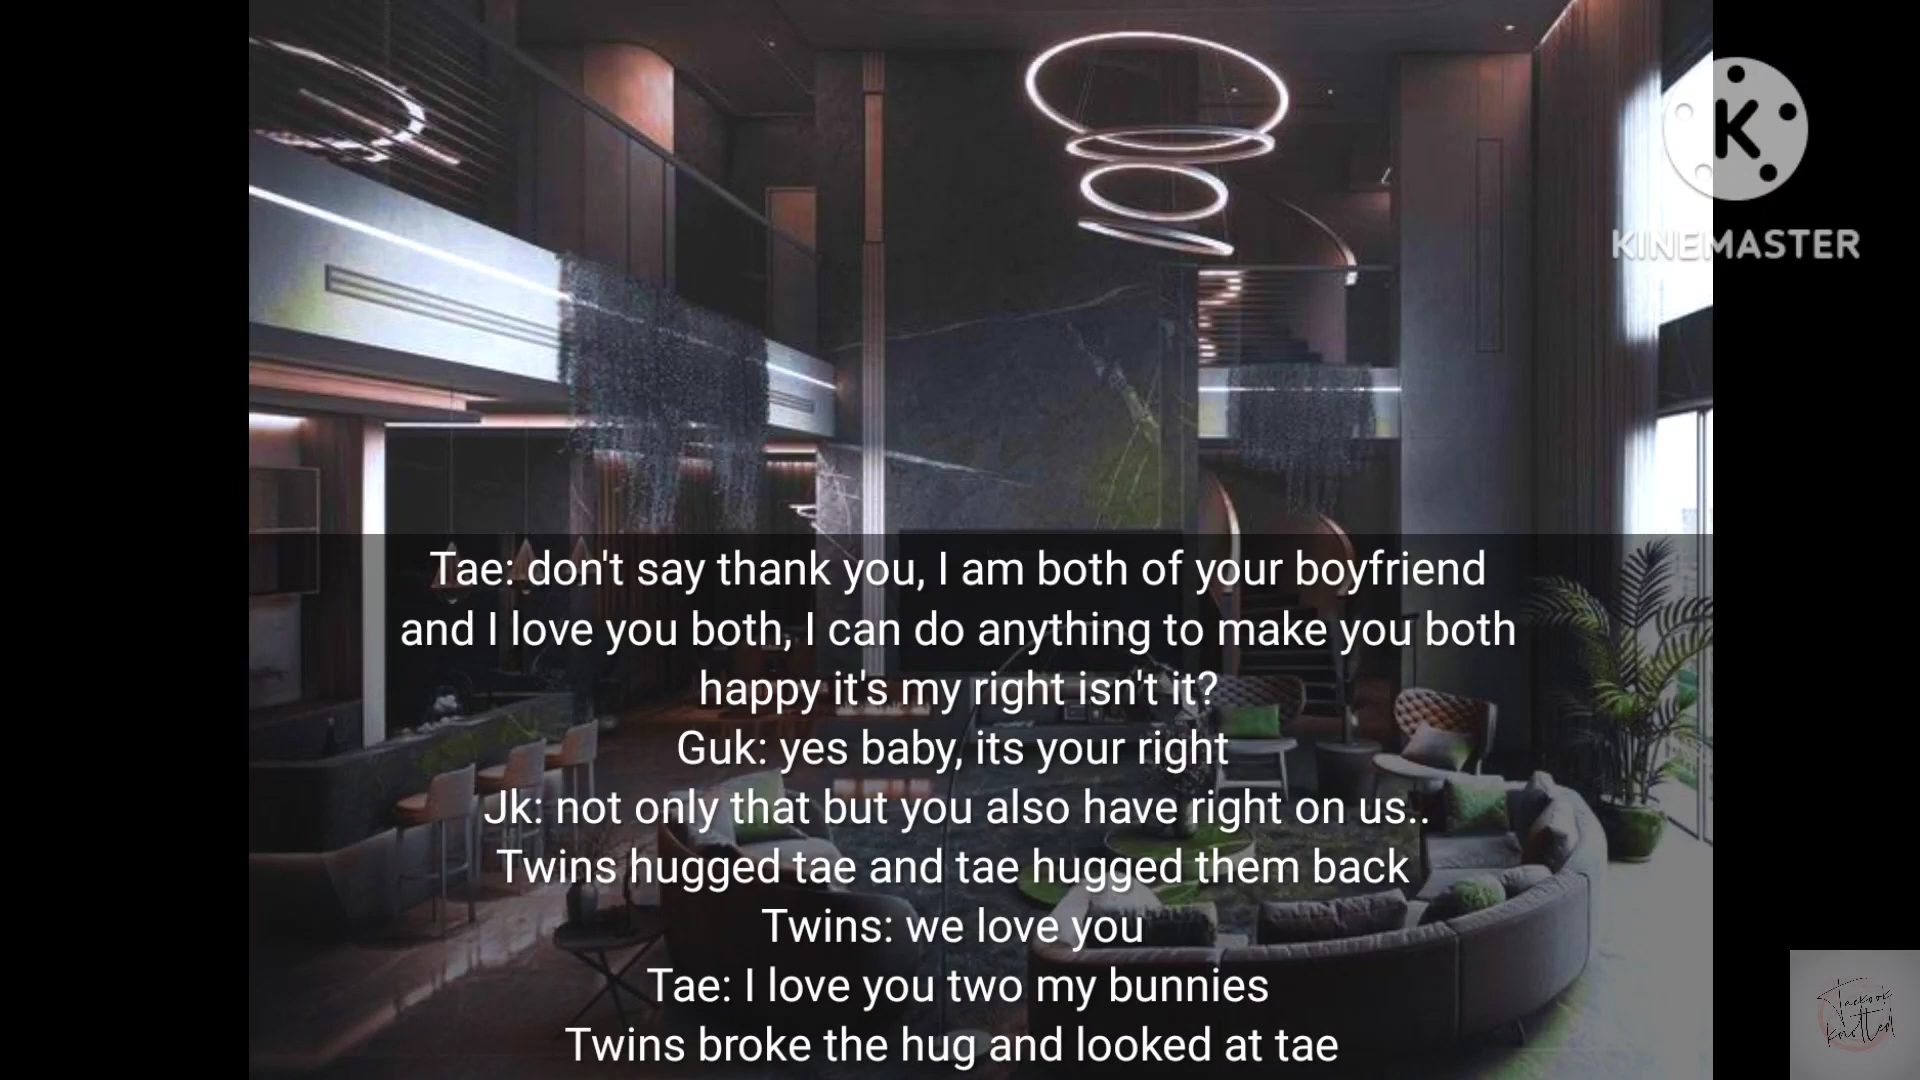 K
KINEMASTER
Tae: don't say thank you, I am both of your boyfriend
and I love you both, I can do anything to make you both
happy it's my right isn't it?
Guk: yes baby, its your right
Jk: not only that but you also have right on us..
Twins hugged tae and tae hugged them back
Twins: we love you
Tae: I love you two my bunnies
Twins broke the hug and looked at tae
Taekook
knotted